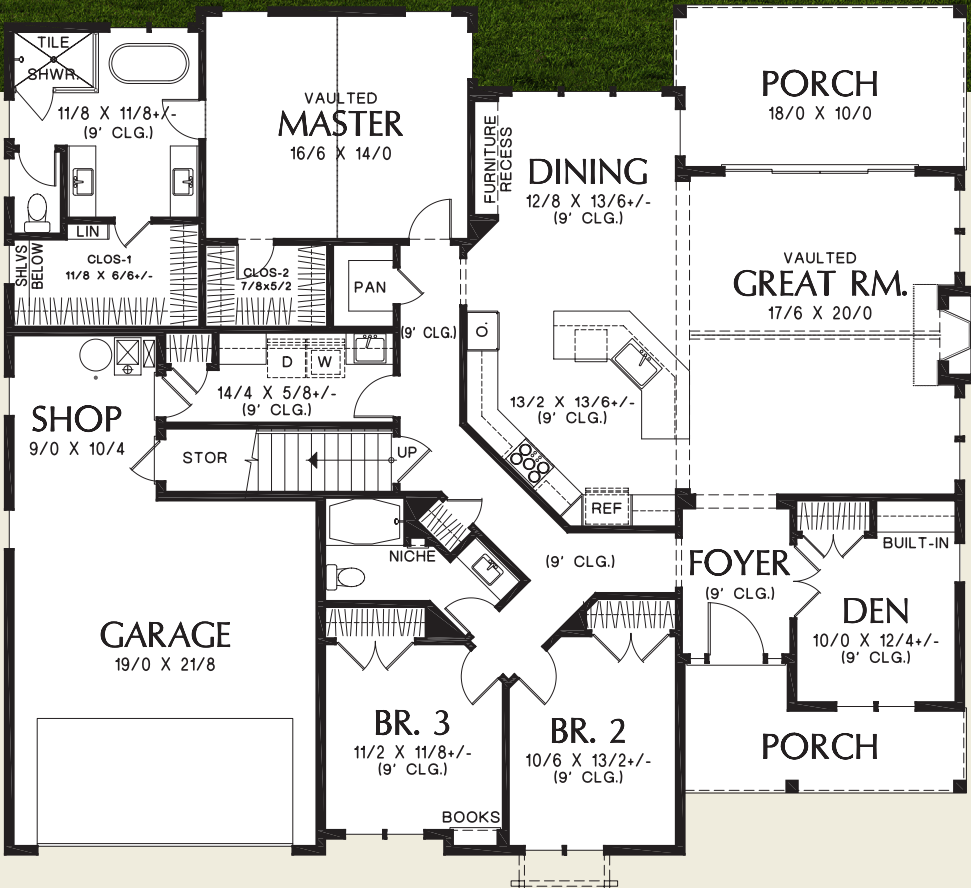 TILE
SHWR.
11/8 X 11/8+/-
(9' CLG.)
VAULTED
MASTER
16/6 X 14/0
FURNITURE
RECESS
DINING
12/8 X 13/6+/-
(9' CLG.)
PORCH
18/0 X 10/0
LIN
SHLVS
BELOW
CLOS-1
11/8 X 6/6+/-
CLOS-2
7/8x5/2
PAN
(9' CLG.)
VAULTED
GREAT RM.
17/6 X 20/0
O.
D
W
14/4 X 5/8+/-
(9' CLG.)
13/2 X 13/6+/-
(9' CLG.)
SHOP
9/0 X 10/4
STOR
UP
REF
NICHE
(9' CLG.)
FOYER
(9' CLG.)
BUILT-IN
DEN
10/0 X 12/4+/-
(9' CLG.)
GARAGE
19/0 X 21/8
BR. 3
11/2 X 11/8+/-
(9' CLG.)
BR. 2
10/6 X 13/2+/-
(9' CLG.)
PORCH
BOOKS